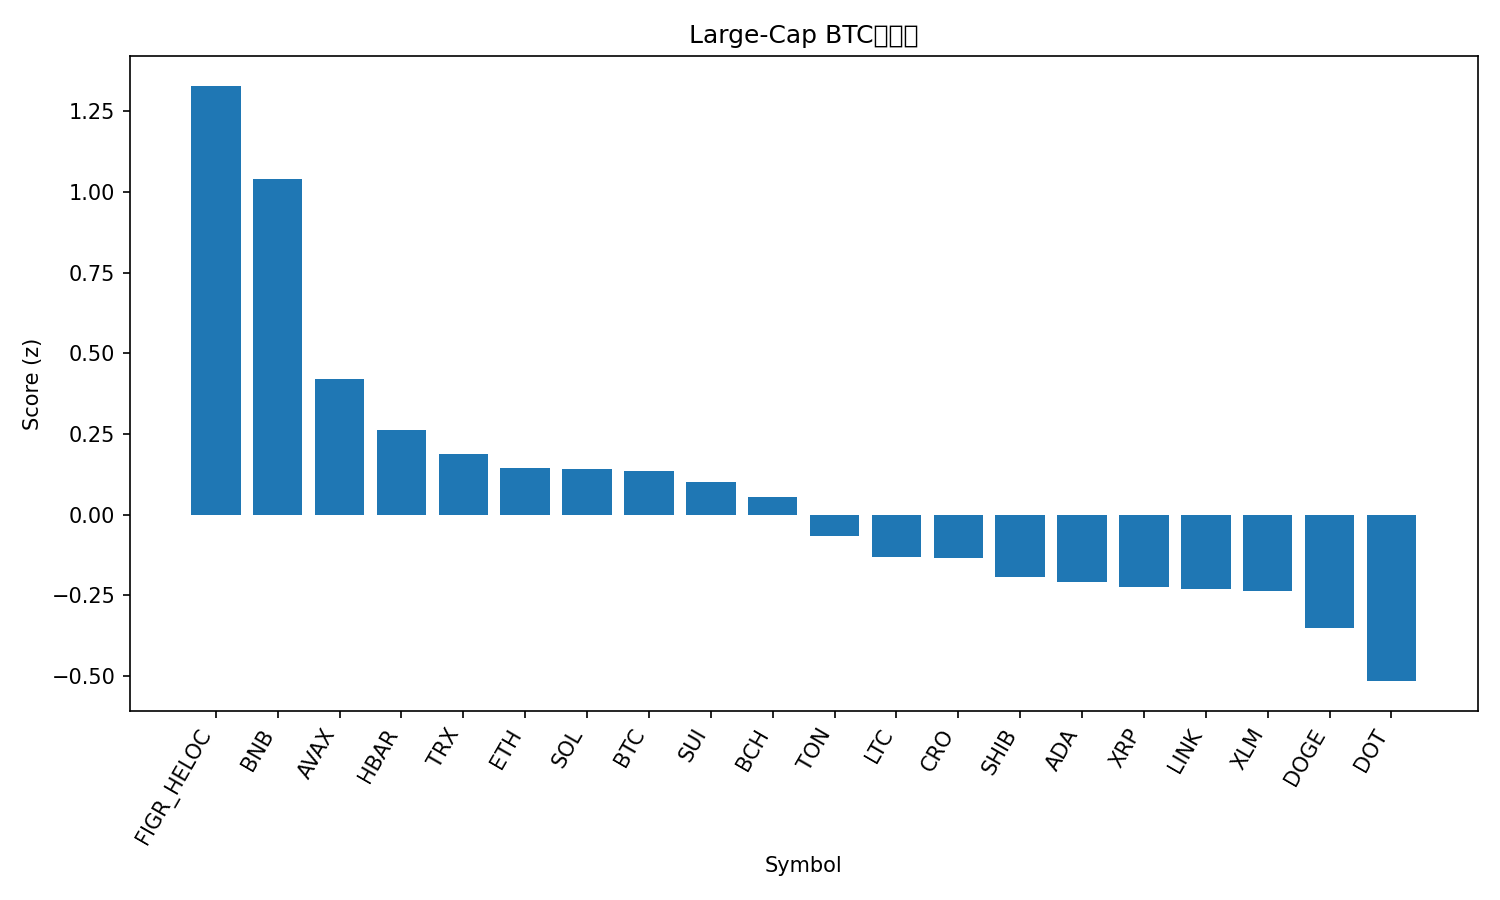 Large-Cap BTC
Score (z)
1.25
1.00
0.75
0.50
0.25
0.00
−0.25
−0.50
FIGR_HELOC
BNB
AVAX
HBAR
TRX
ETH
SOL
BTC
SUI
BCH
TON
LTC
CRO
SHIB
ADA
XRP
LINK
XLM
DOGE
DOT
Symbol